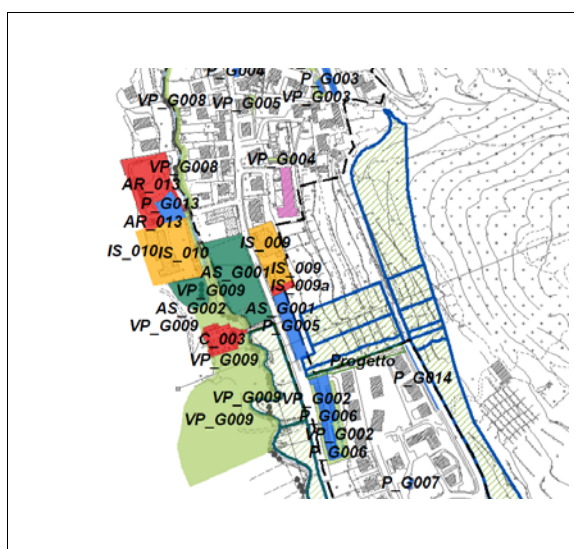 P_G004
P_G003
VP_G008
VP_G005
VP_G003
VP_G008
VP_G004
AR_013
P_G013
AR_013
IS_009
IS_010
IS_010
AS_G001
IS_009
IS_009a
VP_G009
AS_G002
AS_G001
VP_G009
P_G005
C_003
VP_G009
Progetto
P_G014
VP_G009
VP_G002
VP_G009
P_G006
VP_G002
P_G006
P_G007